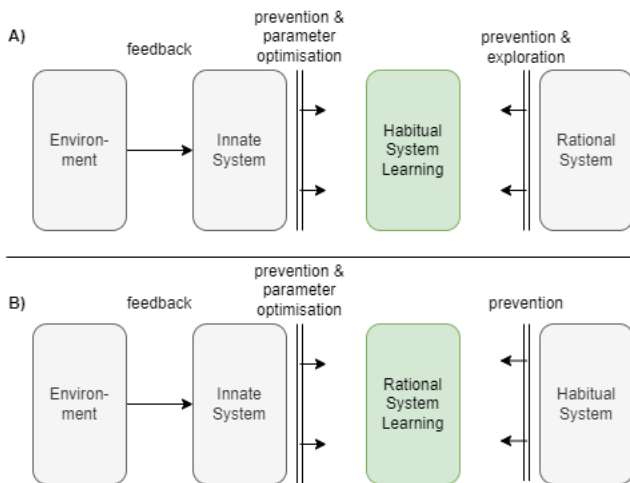 A)
feedback
prevention &
parameter
optimisation
prevention &
exploration
Environ-
ment
Innate
System
Habitual
System
Learning
Rational
System
B)
feedback
prevention &
parameter
optimisation
prevention
Environ-
ment
Innate
System
Rational
System
Learning
Habitual
System